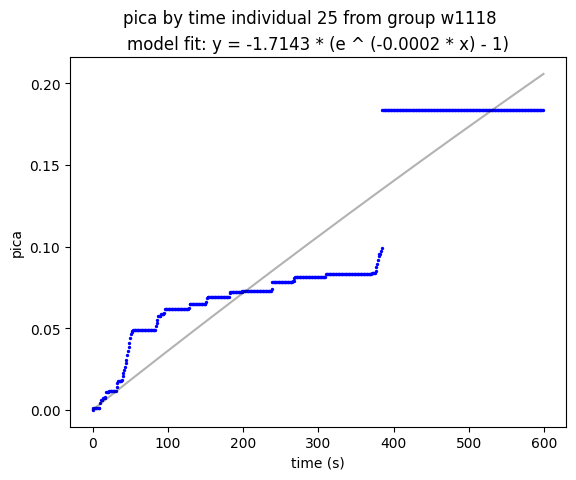 pica by time individual 25 from group w1118
model fit: y = -1.7143 * (e ^ (-0.0002 * x) - 1)
0.20
0.15
0.10
0.05
0.00
pica
0 100 200 300 400 500 600
time (s)